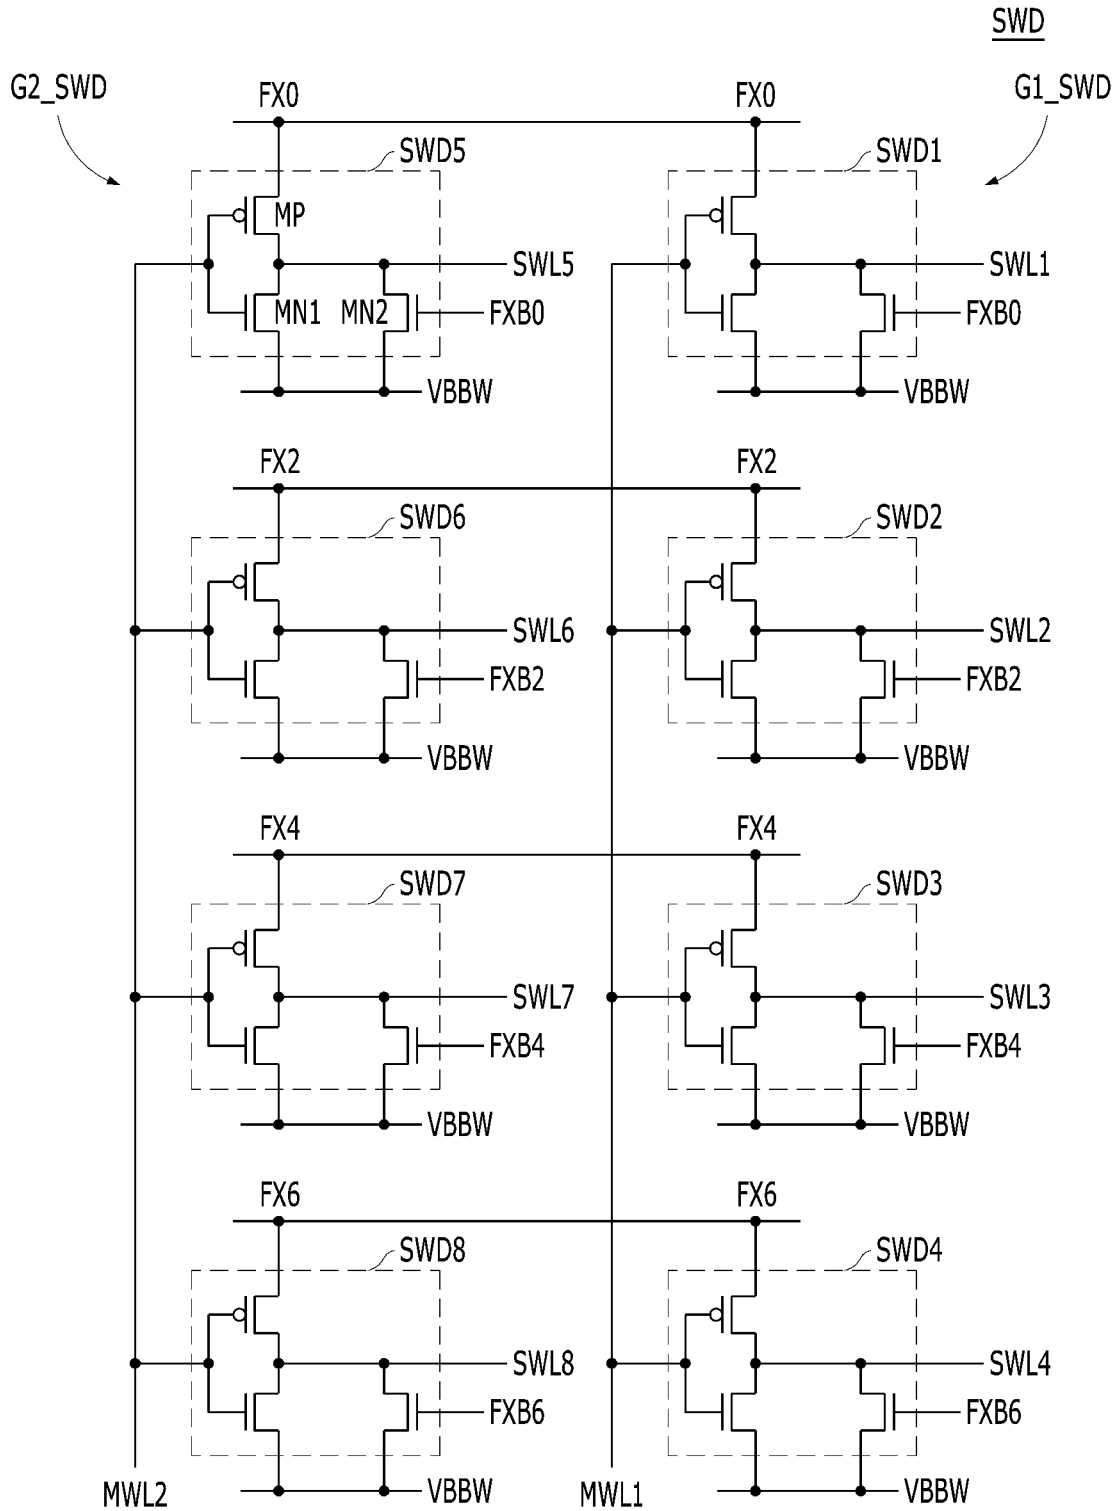 SWD
G2_SWD
G1_SWD
FX0
FX0
SWD5
SWD1
MP
SWL5
SWL1
MN1
MN2
FXB0
FXB0
VBBW
VBBW
FX2
FX2
SWD6
SWD2
SWL6
SWL2
FXB2
FXB2
VBBW
VBBW
FX4
FX4
SWD7
SWD3
SWL7
SWL3
FXB4
FXB4
VBBW
VBBW
FX6
FX6
SWD8
SWD4
SWL8
SWL4
FXB6
FXB6
VBBW
VBBW
MWL2
MWL1